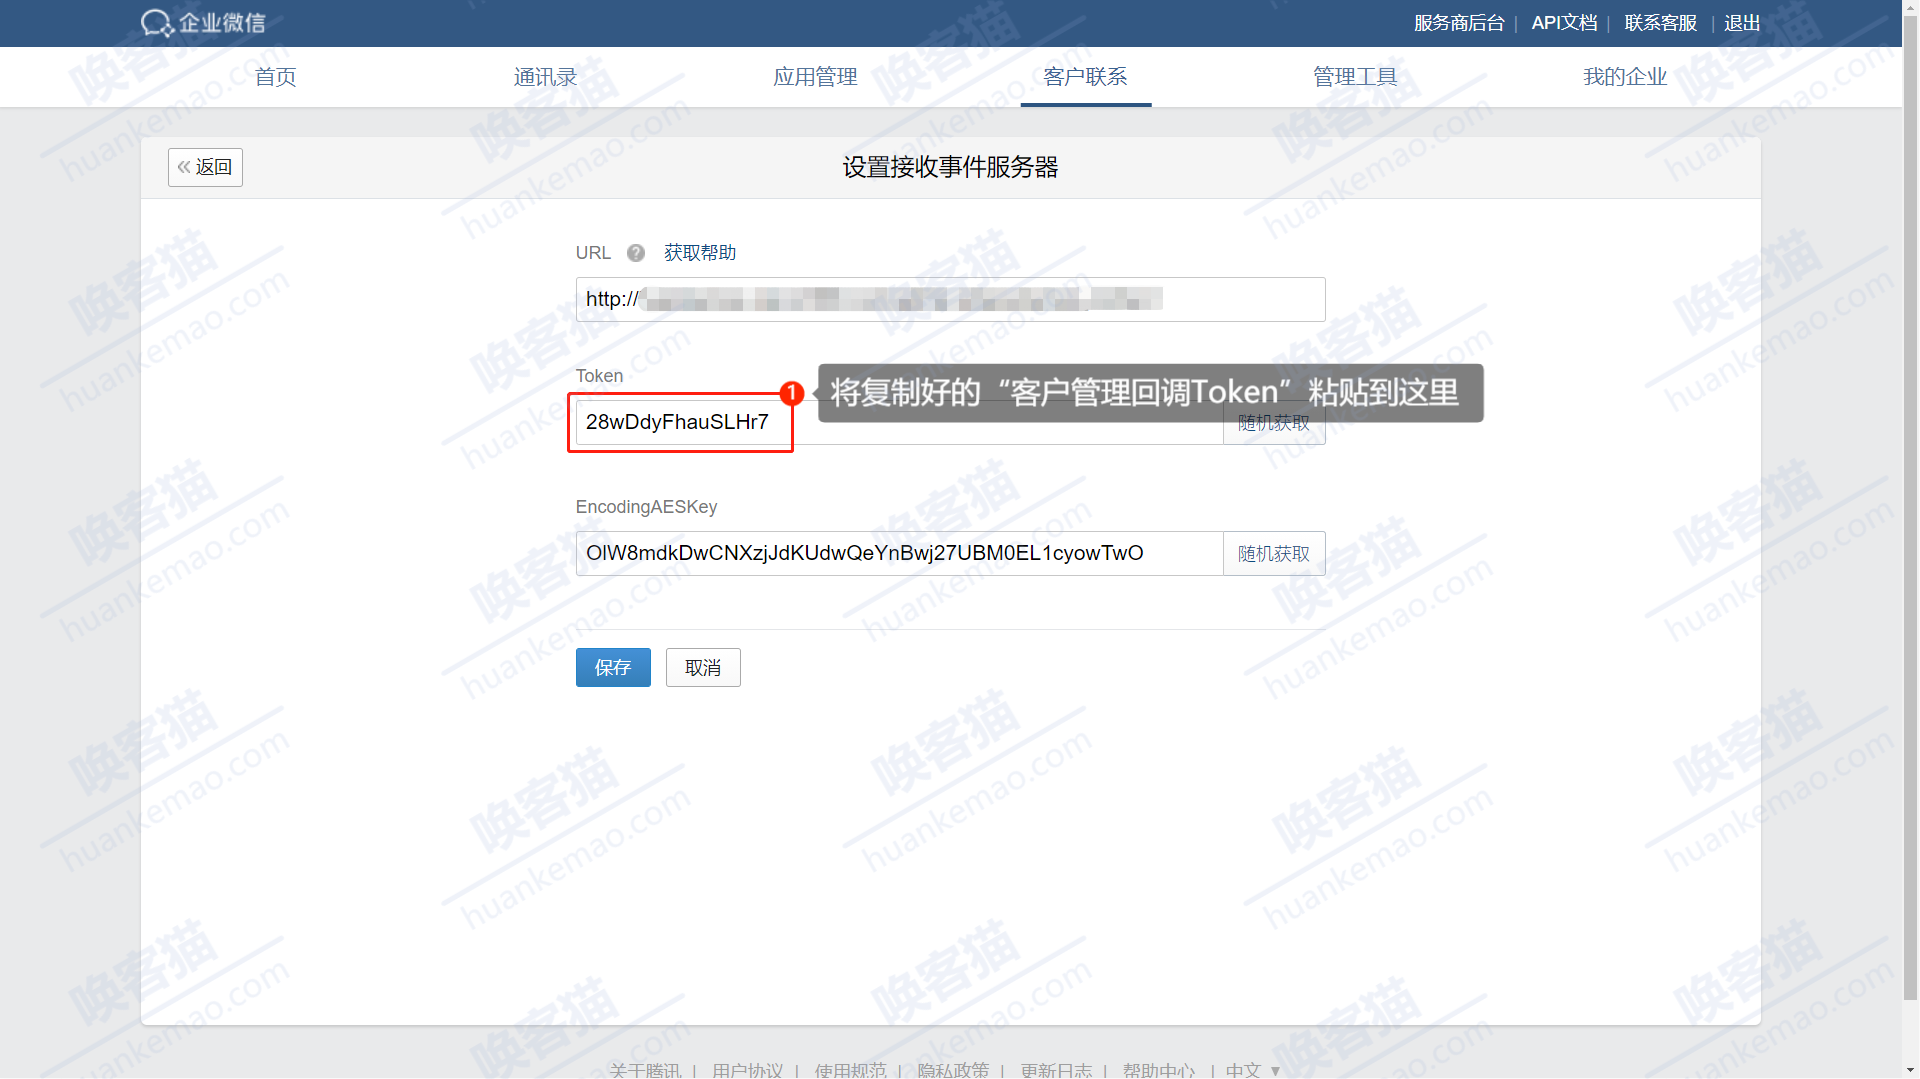 企业微信
服务商后台 | API文档 | 联系客服 | 退出
首页 通讯录 应用管理 客户联系 管理工具 我的企业
« 返回
设置接收事件服务器
URL ? 获取帮助
http://
Token
1 将复制好的“客户管理回调Token”粘贴到这里
28wDdyFhauSLHr7
随机获取
EncodingAESKey
OlW8mdkDwCNXzjJdKUdwQeYnBwj27UBM0EL1cyowTwO
随机获取
保存 取消
关于腾讯 | 用户协议 | 使用规范 | 隐私政策 | 更新日志 | 帮助中心 | 中文 ▼
唤客猫
huankemao.com